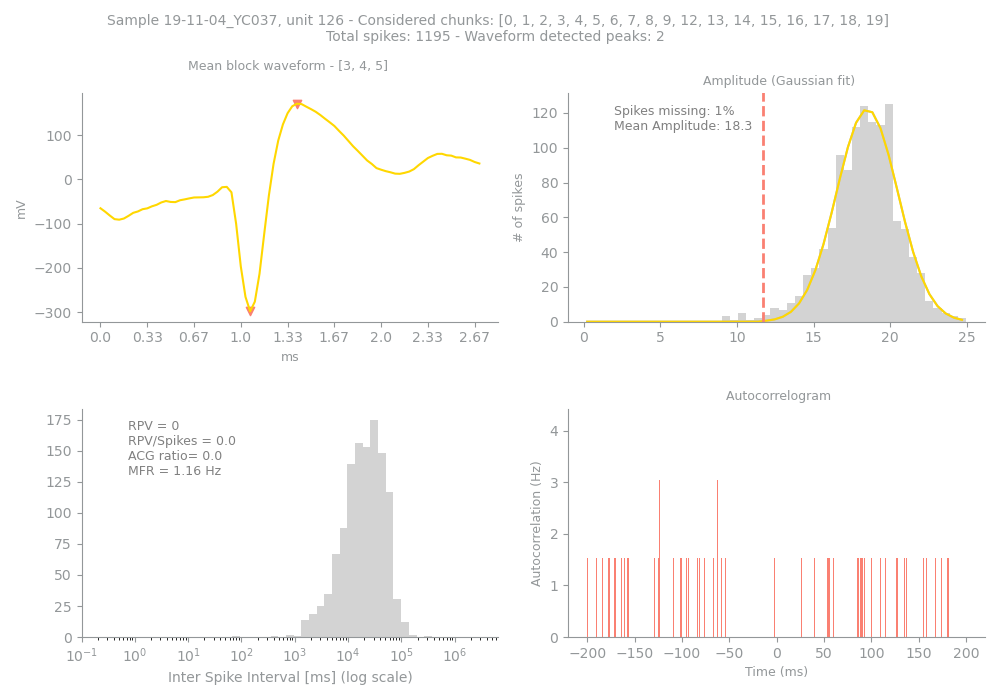 Sample 19-11-04_YC037, unit 126 - Considered chunks: [0, 1, 2, 3, 4, 5, 6, 7, 8, 9, 12, 13, 14, 15, 16, 17, 18, 19]
Total spikes: 1195 - Waveform detected peaks: 2
Mean block waveform - [3, 4, 5]
mV
100
0
−100
−200
−300
0.0 0.33 0.67 1.0 1.33 1.67 2.0 2.33 2.67
ms
Amplitude (Gaussian fit)
Spikes missing: 1%
Mean Amplitude: 18.3
# of spikes
120
100
80
60
40
20
0
0 5 10 15 20 25
RPV = 0
RPV/Spikes = 0.0
ACG ratio= 0.0
MFR = 1.16 Hz
175
150
125
100
75
50
25
0
10⁻¹ 10⁰ 10¹ 10² 10³ 10⁴ 10⁵ 10⁶
Inter Spike Interval [ms] (log scale)
Autocorrelogram
Autocorrelation (Hz)
4
3
2
1
0
−200 −150 −100 −50 0 50 100 150 200
Time (ms)